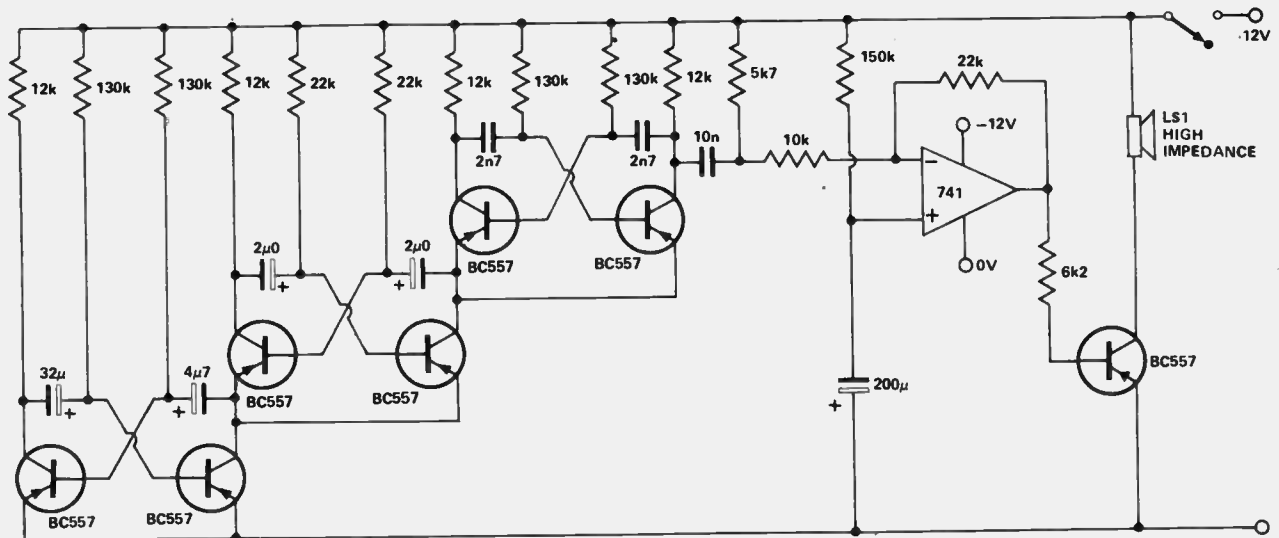 12k
130k
130k
12k
22k
22k
12k
130k
130k
12k
5k7
150k
22k
-12V
2n7
2n7
10n
10k
−12V
LS1
HIGH
IMPEDANCE
−
741
+
BC557
BC557
2μ0
+
2μ0
+
0V
6k2
BC557
BC557
BC557
32μ
+
4μ7
+
200μ
+
BC557
BC557